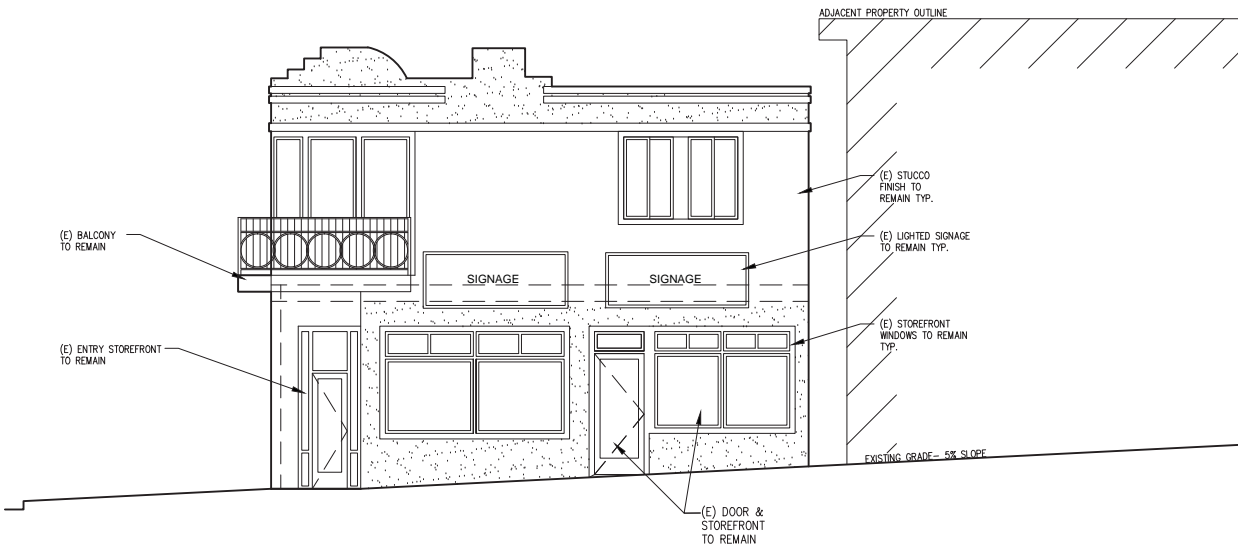 ADJACENT PROPERTY OUTLINE
(E) STUCCO
FINISH TO
REMAIN TYP.
(E) BALCONY
TO REMAIN
(E) LIGHTED SIGNAGE
TO REMAIN TYP.
SIGNAGE
SIGNAGE
(E) STOREFRONT
WINDOWS TO REMAIN
TYP.
(E) ENTRY STOREFRONT
TO REMAIN
EXISTING GRADE- 5% SLOPE
(E) DOOR &
STOREFRONT
TO REMAIN